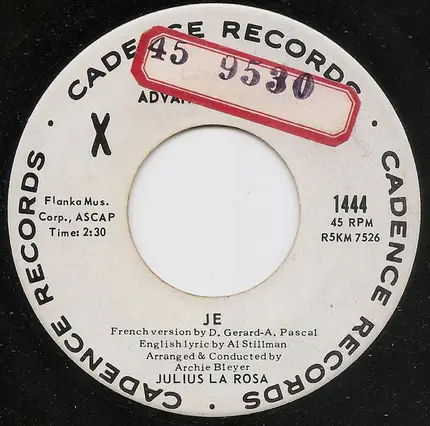 CADENCE RECORDS
CADENCE RECORDS
CADENCE RECORDS
45 9530
X
Flanka Mus.
Corp., ASCAP
Time: 2:30
1444
45 RPM
R5KM 7526
JE
French version by D. Gerard-A. Pascal
English lyric by Al Stillman
Arranged & Conducted by
Archie Bleyer
JULIUS LA ROSA